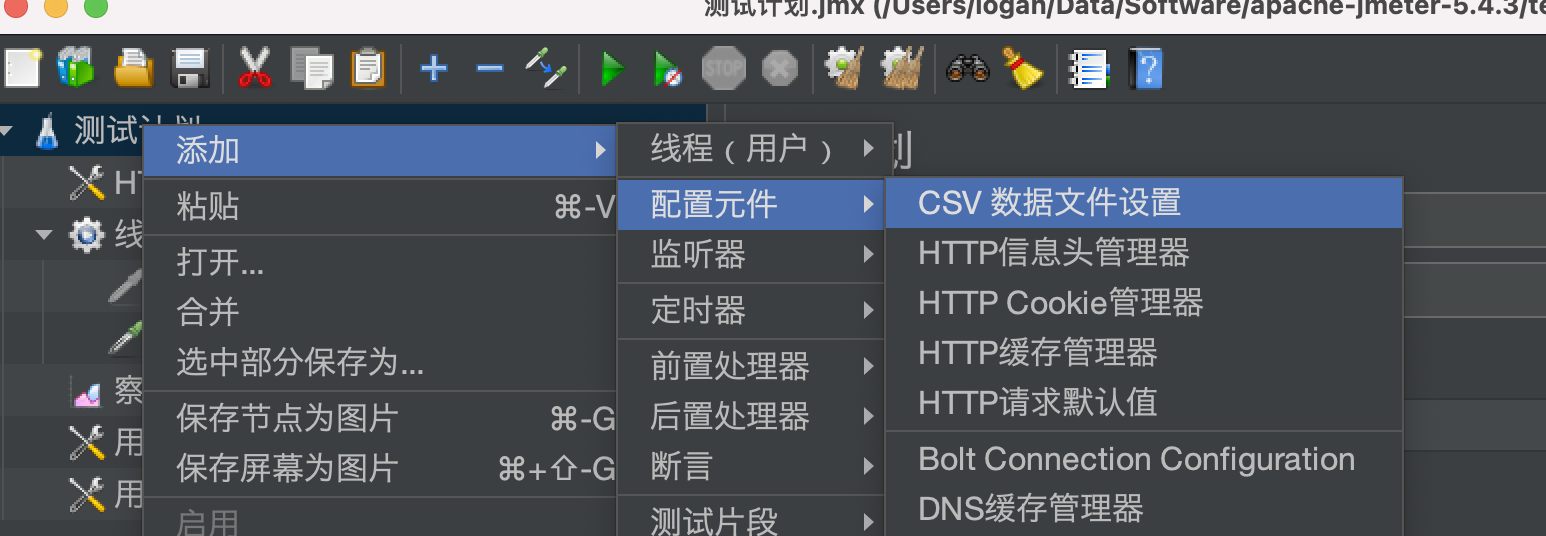 测试计划.jmx (/Users/logan/Data/Software/apache-jmeter-5.4.3/te
STOP
测试计划
HT
线
察
用
用
添加
粘贴 ⌘-V
打开...
合并
选中部分保存为...
保存节点为图片 ⌘-G
保存屏幕为图片 ⌘+⇧-G
启用
线程（用户）
配置元件
监听器
定时器
前置处理器
后置处理器
断言
测试片段
划
CSV 数据文件设置
HTTP信息头管理器
HTTP Cookie管理器
HTTP缓存管理器
HTTP请求默认值
Bolt Connection Configuration
DNS缓存管理器